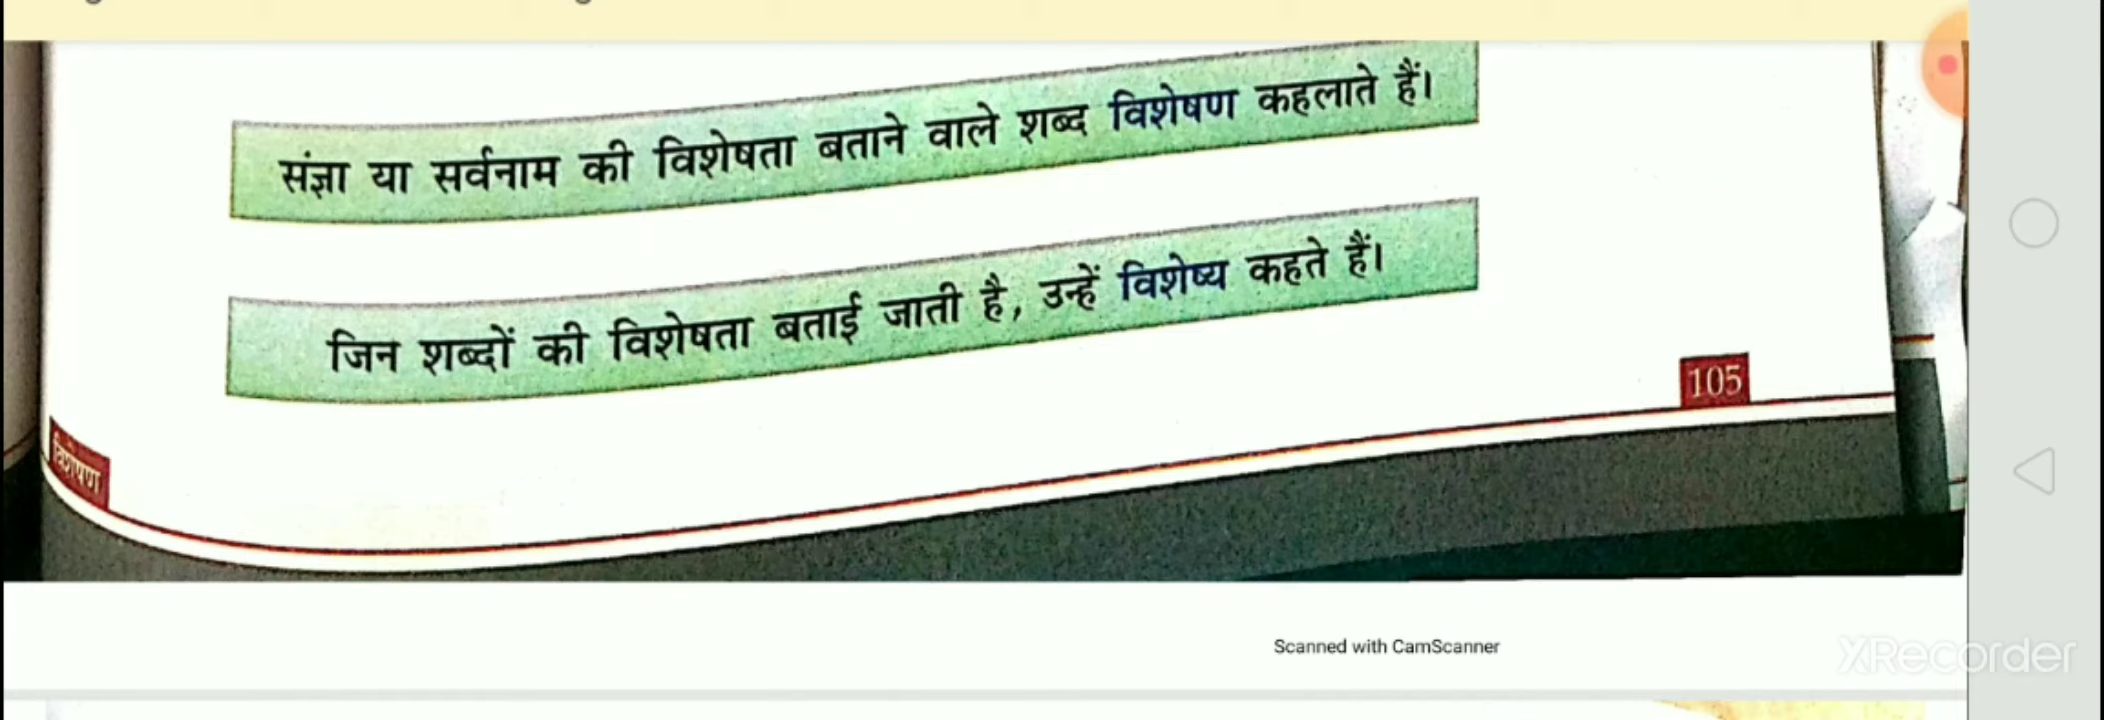 संज्ञा या सर्वनाम की विशेषता बताने वाले शब्द विशेषण कहलाते हैं।
जिन शब्दों की विशेषता बताई जाती है, उन्हें विशेष्य कहते हैं।
105
विशेषण
Scanned with CamScanner
XRecorder